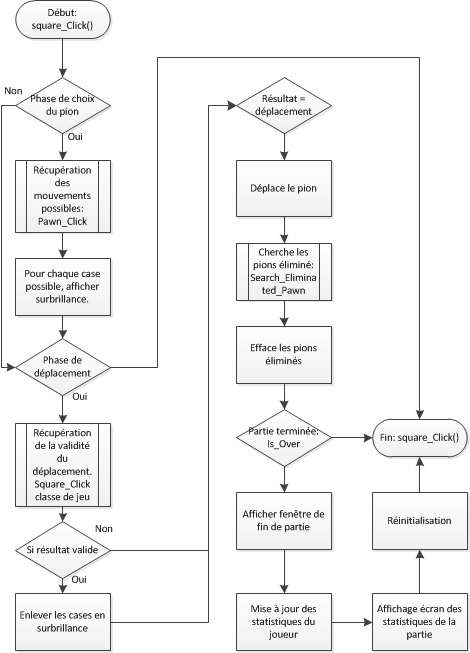 Début:
square_Click()
Non
Phase de choix
du pion
Oui
Récupération
des
mouvements
possibles:
Pawn_Click
Pour chaque case
possible, afficher
surbrillance.
Phase de
déplacement
Oui
Récupération
de la validité
du
déplacement.
Square_Click
classe de jeu
Non
Si résultat valide
Oui
Enlever les cases en
surbrillance
Résultat =
déplacement
Déplace le pion
Cherche les
pions éliminé:
Search_Elimina
ted_Pawn
Efface les pions
éliminés
Partie terminée:
Is_Over
Afficher fenêtre de
fin de partie
Mise à jour des
statistiques du
joueur
Fin: square_Click()
Réinitialisation
Affichage écran des
statistiques de la
partie